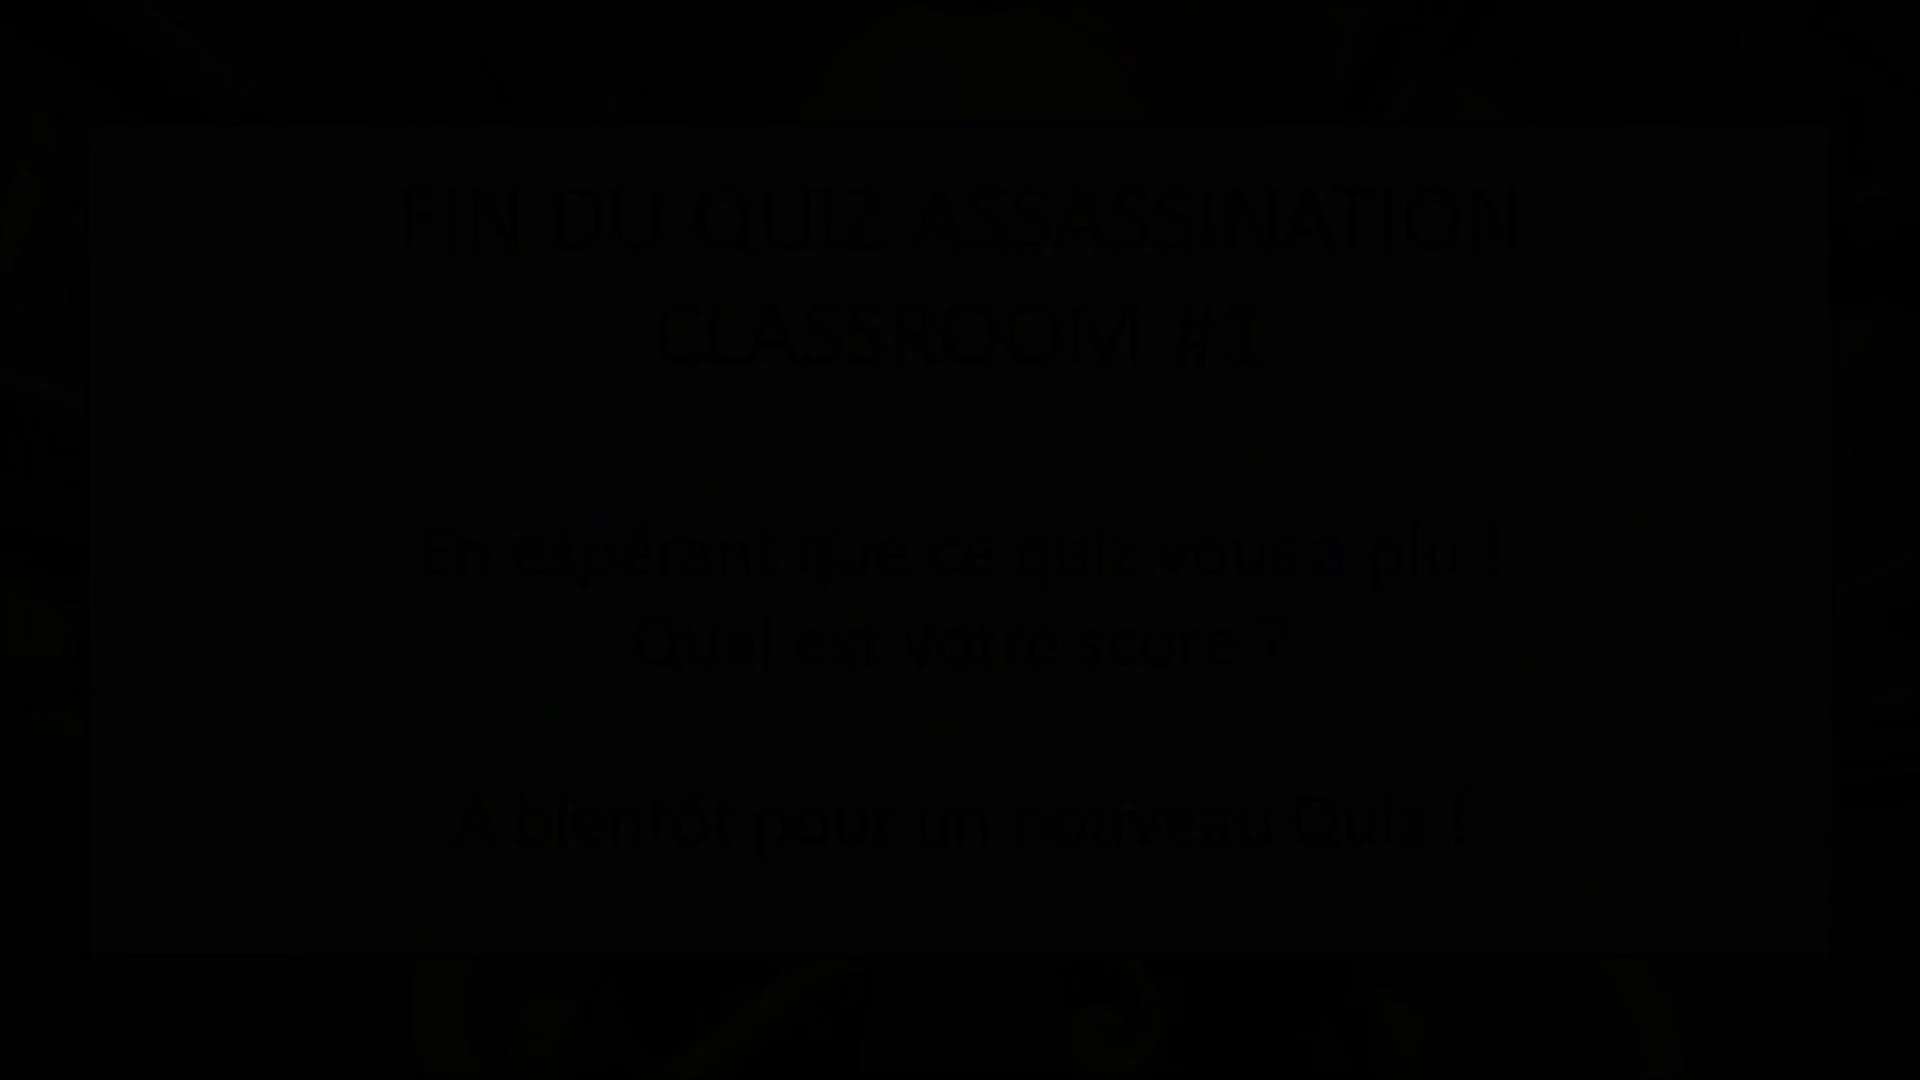 FIN DU QUIZ ASSASSINATION
CLASSROOM #1
En espérant que ce quiz vous a plu !
Quel est votre score ?
A bientôt pour un nouveau Quiz !